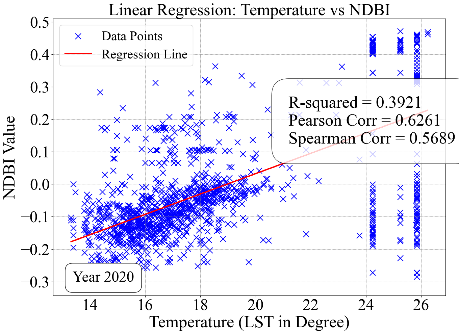 Linear Regression: Temperature vs NDBI
0.5
0.4
0.3
0.2
0.1
0.0
−0.1
−0.2
0.3
NDBI Value
Data Points
Regression Line
R-squared = 0.3921
Pearson Corr = 0.6261
Spearman Corr = 0.5689
Year 2020
14 16 18 20 22 24 26
Temperature (LST in Degree)